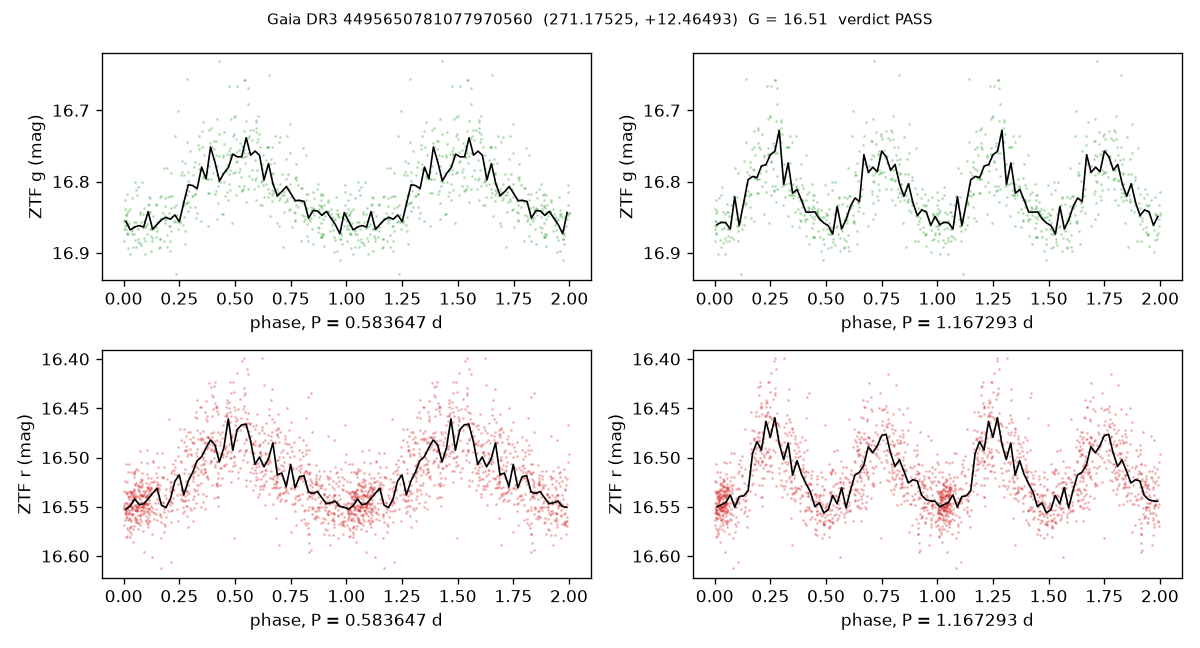 Gaia DR3 4495650781077970560 (271.17525, +12.46493) G = 16.51 verdict PASS
ZTF g (mag)
16.7
16.8
16.9
0.00 0.25 0.50 0.75 1.00 1.25 1.50 1.75 2.00
phase, P = 0.583647 d
ZTF g (mag)
16.7
16.8
16.9
0.00 0.25 0.50 0.75 1.00 1.25 1.50 1.75 2.00
phase, P = 1.167293 d
ZTF r (mag)
16.40
16.45
16.50
16.55
16.60
0.00 0.25 0.50 0.75 1.00 1.25 1.50 1.75 2.00
phase, P = 0.583647 d
ZTF r (mag)
16.40
16.45
16.50
16.55
16.60
0.00 0.25 0.50 0.75 1.00 1.25 1.50 1.75 2.00
phase, P = 1.167293 d